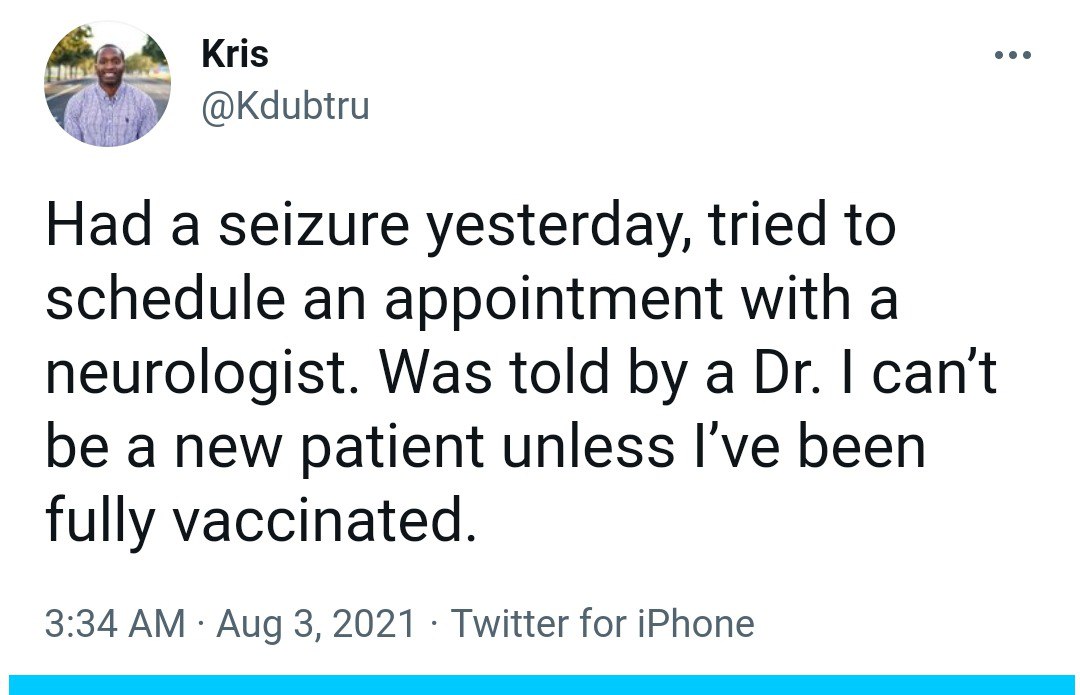 Kris
@Kdubtru
Had a seizure yesterday, tried to
schedule an appointment with a
neurologist. Was told by a Dr. I can’t
be a new patient unless I’ve been
fully vaccinated.
3:34 AM · Aug 3, 2021 · Twitter for iPhone